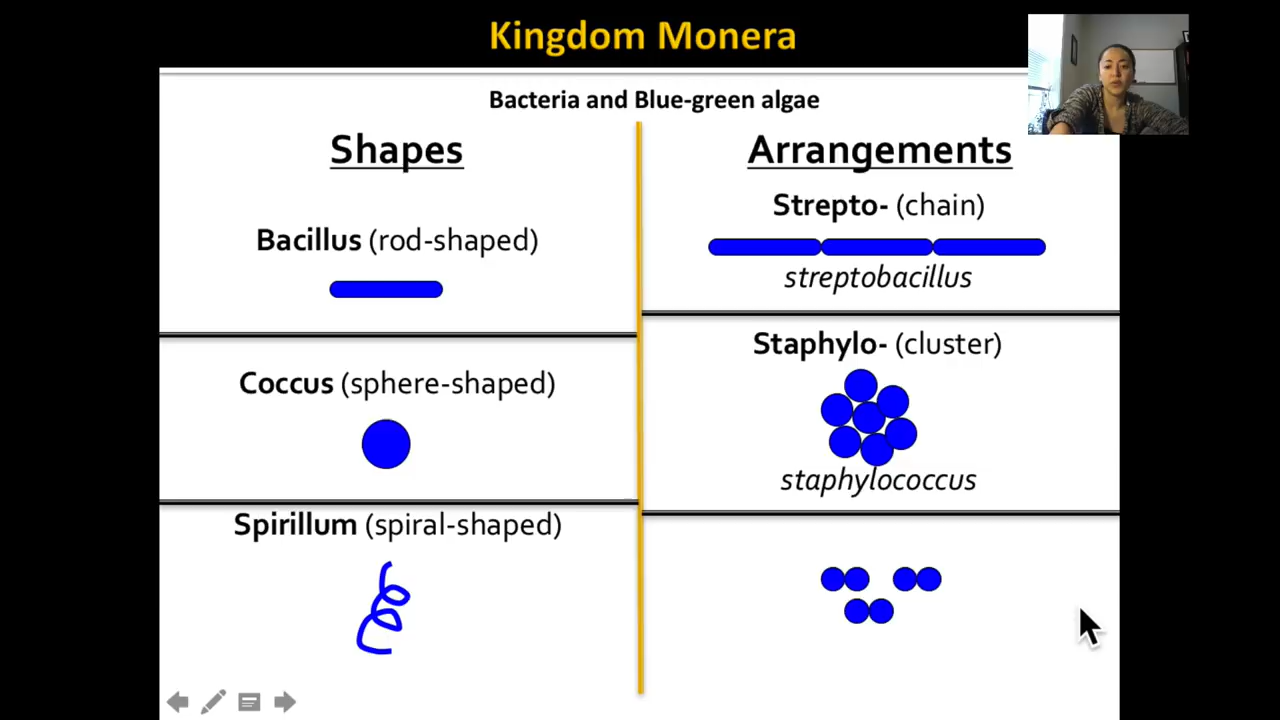 Kingdom Monera
Bacteria and Blue-green algae
Shapes
Bacillus (rod-shaped)
Coccus (sphere-shaped)
Spirillum (spiral-shaped)
Arrangements
Strepto- (chain)
streptobacillus
Staphylo- (cluster)
staphylococcus